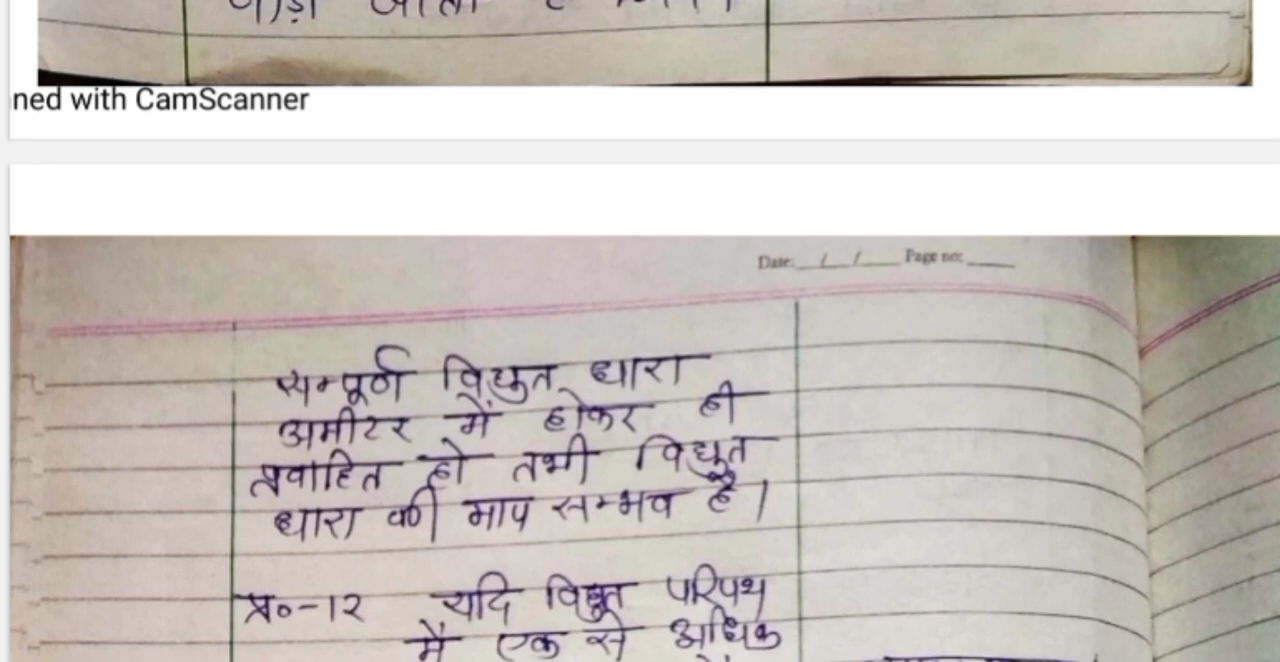 ned with CamScanner
Date: / / Page no:
सम्पूर्ण विद्युत धारा
अमीटर में होकर ही
प्रवाहित हो तभी विद्युत
धारा की माप सम्भव है।
प्र०-12 यदि विद्युत परिपथ
में एक से अधिक